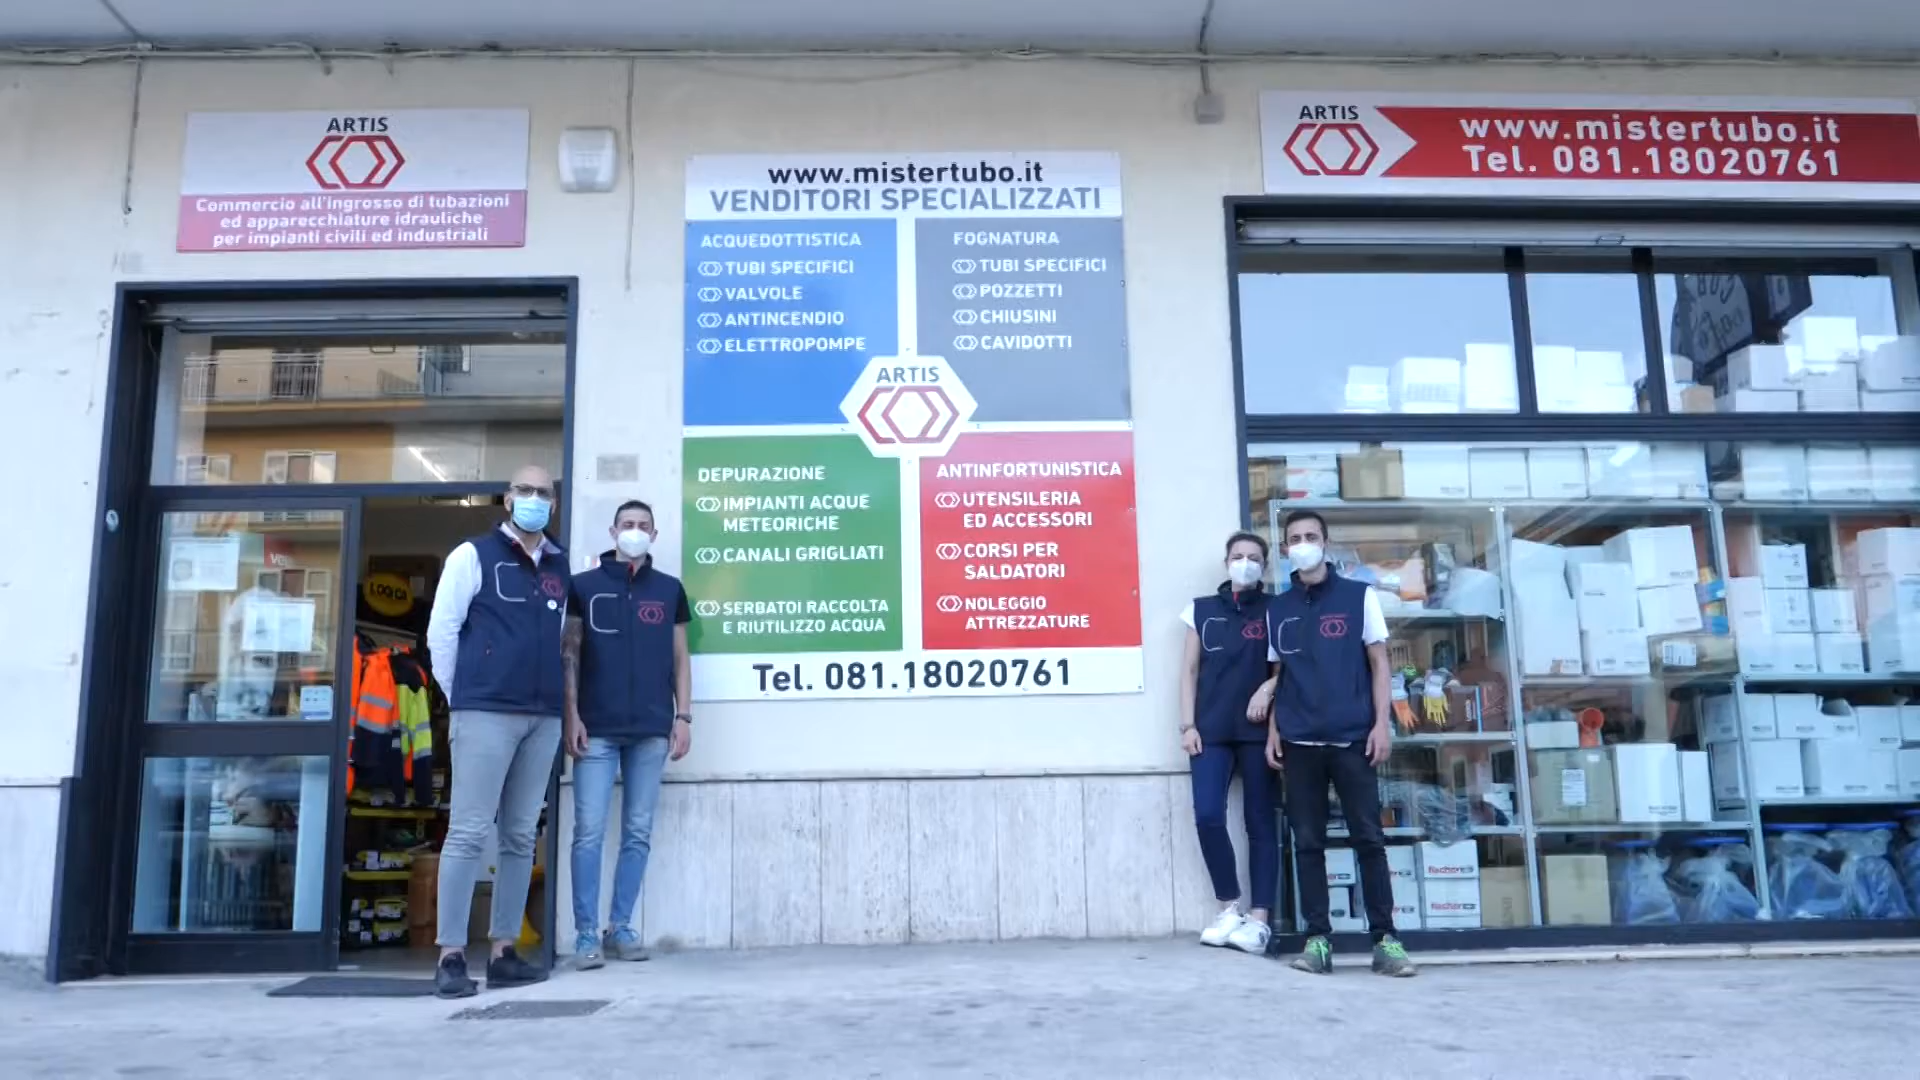 ARTIS
Commercio all'ingrosso di tubazioni
ed apparecchiature idrauliche
per impianti civili ed industriali
www.mistertubo.it
VENDITORI SPECIALIZZATI
ACQUEDOTTISTICA
TUBI SPECIFICI
VALVOLE
ANTINCENDIO
ELETTROPOMPE
FOGNATURA
TUBI SPECIFICI
POZZETTI
CHIUSINI
CAVIDOTTI
ARTIS
DEPURAZIONE
IMPIANTI ACQUE
METEORICHE
CANALI GRIGLIATI
SERBATOI RACCOLTA
E RIUTILIZZO ACQUA
ANTINFORTUNISTICA
UTENSILERIA
ED ACCESSORI
CORSI PER
SALDATORI
NOLEGGIO
ATTREZZATURE
Tel. 081.18020761
ARTIS
www.mistertubo.it
Tel. 081.18020761
LOGICA
fischer
fischer